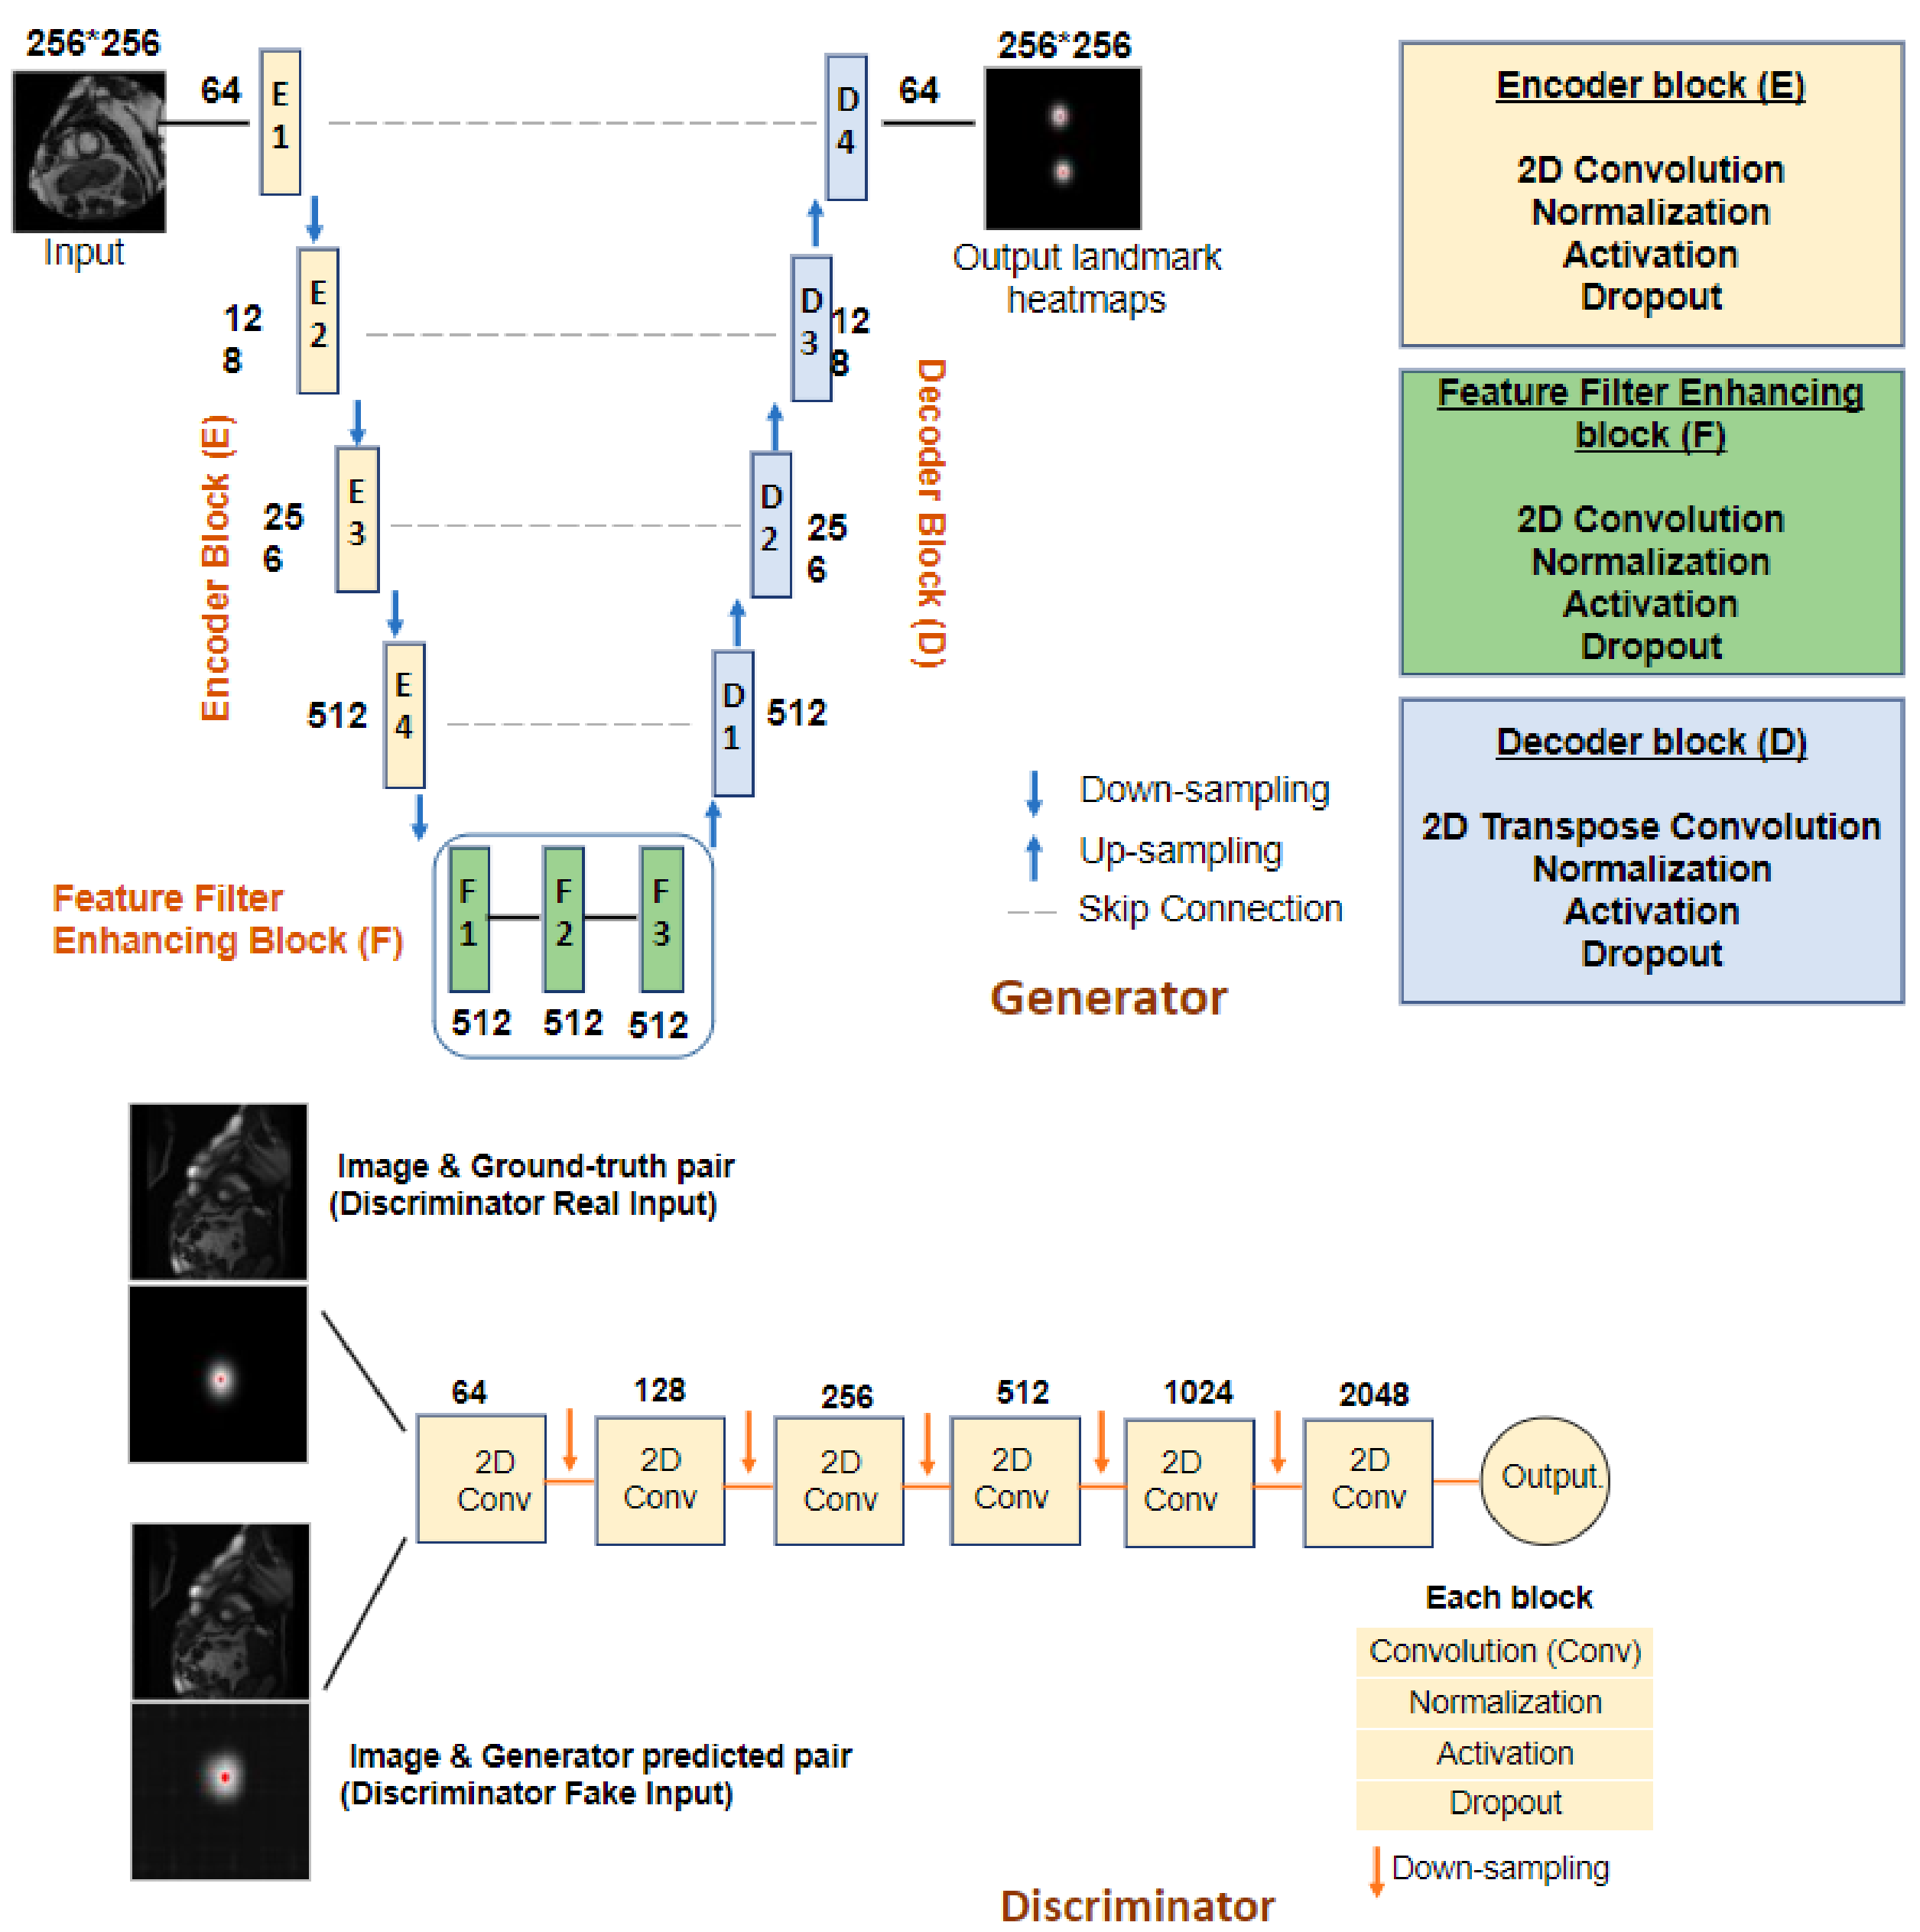 256*256
64
E
1
D
4
64
256*256
Input
Output landmark
heatmaps
E
2
12
8
D
3
12
8
Encoder Block (E)
Decoder Block (D)
E
3
25
6
D
2
25
6
E
4
512
D
1
512
Feature Filter
Enhancing Block (F)
F
1
F
2
F
3
512 512 512
Down-sampling
Up-sampling
Skip Connection
Generator
Encoder block (E)
2D Convolution
Normalization
Activation
Dropout
Feature Filter Enhancing
block (F)
2D Convolution
Normalization
Activation
Dropout
Decoder block (D)
2D Transpose Convolution
Normalization
Activation
Dropout
Image & Ground-truth pair
(Discriminator Real Input)
64 128 256 512 1024 2048
2D
Conv
2D
Conv
2D
Conv
2D
Conv
2D
Conv
2D
Conv
Output.
Image & Generator predicted pair
(Discriminator Fake Input)
Each block
Convolution (Conv)
Normalization
Activation
Dropout
Down-sampling
Discriminator